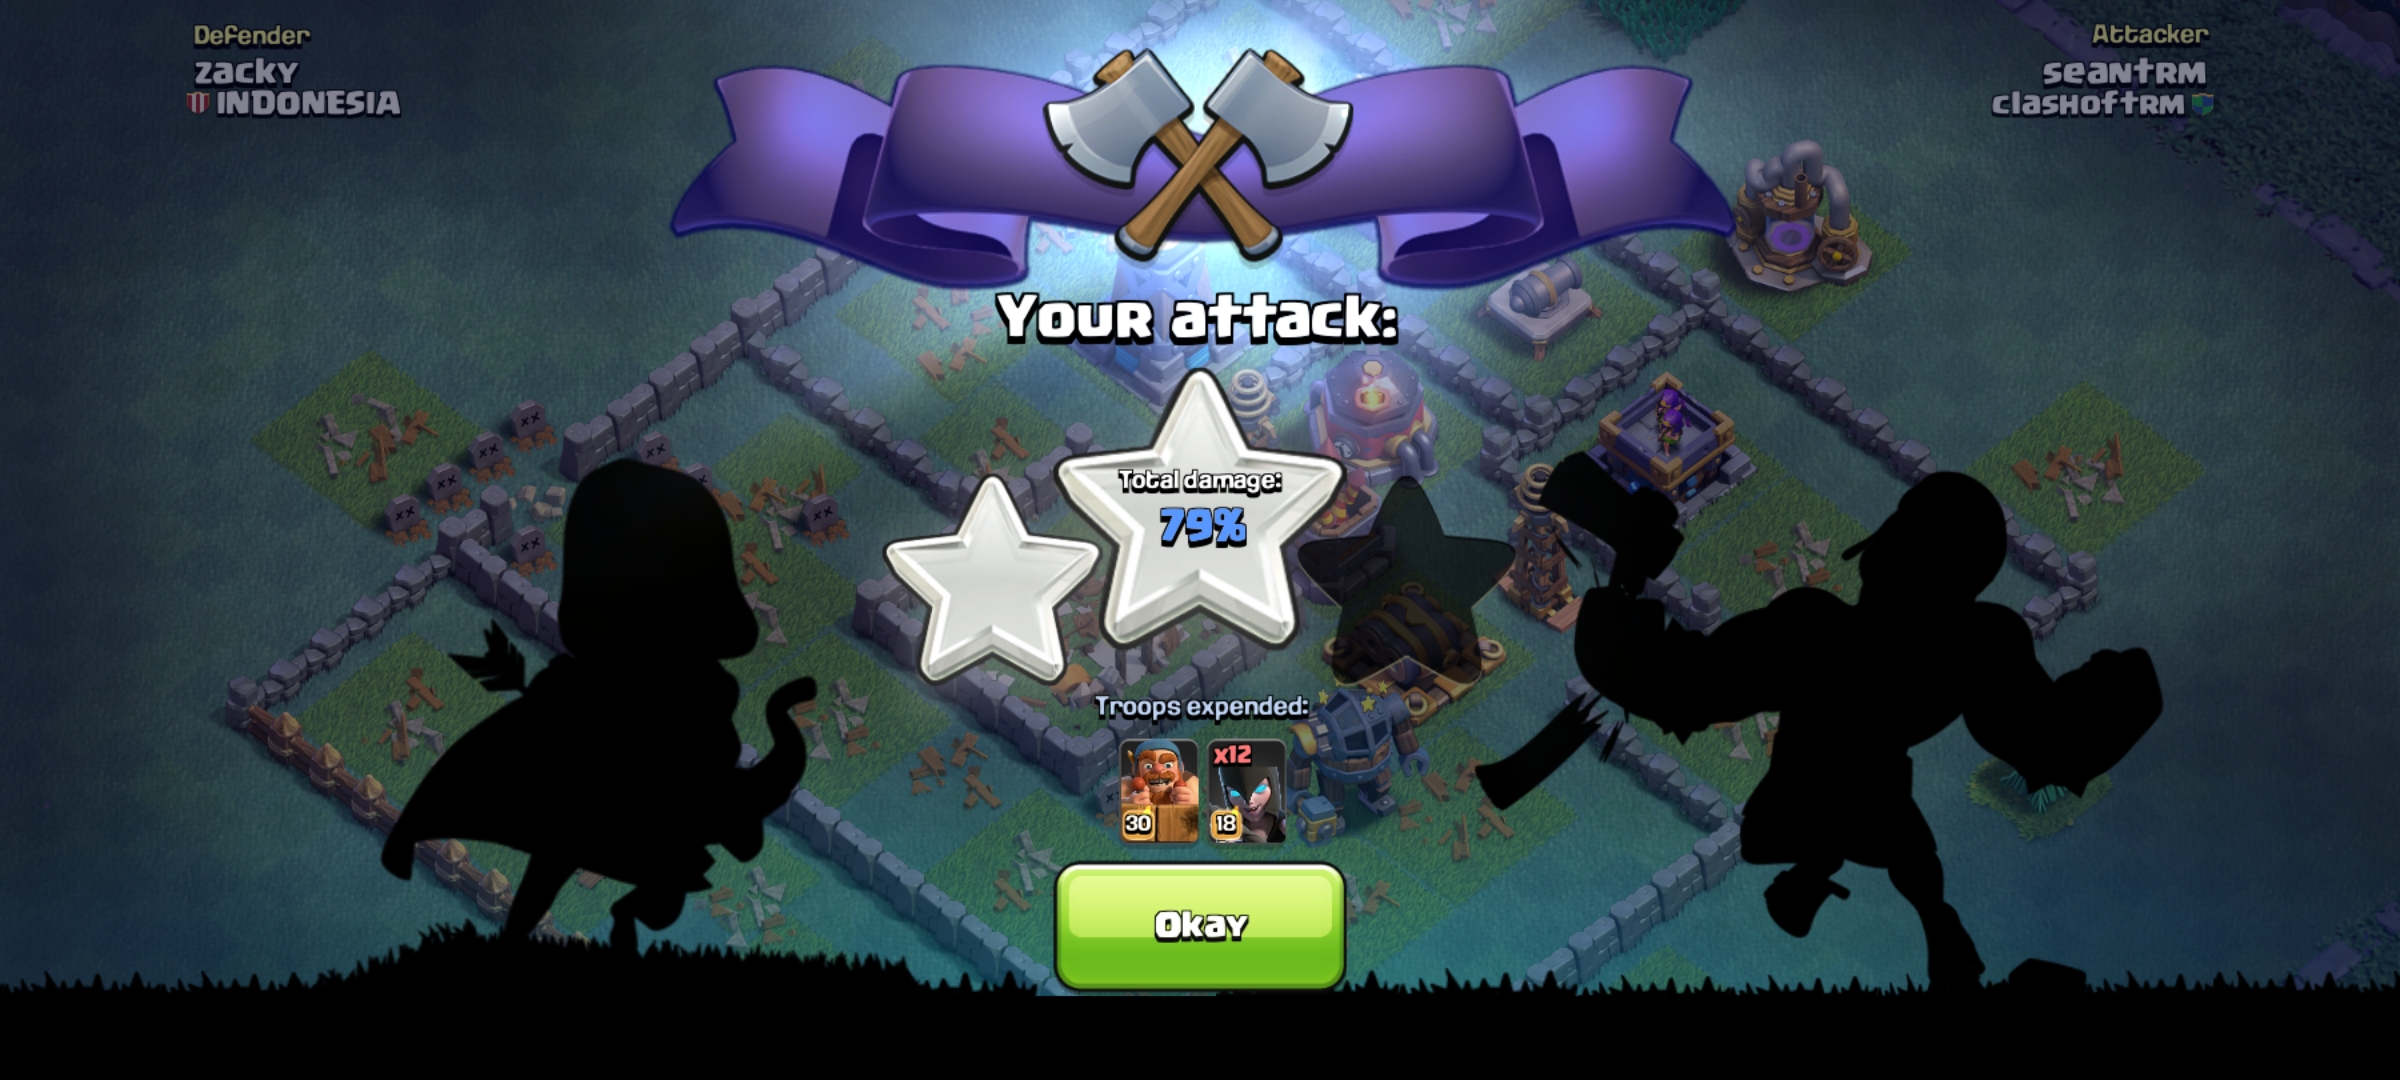 Defender
zacky
INDONESIA
Attacker
seantRM
clashoftRM
Your attack:
Total damage:
79%
Troops expended:
x12
30
18
Okay